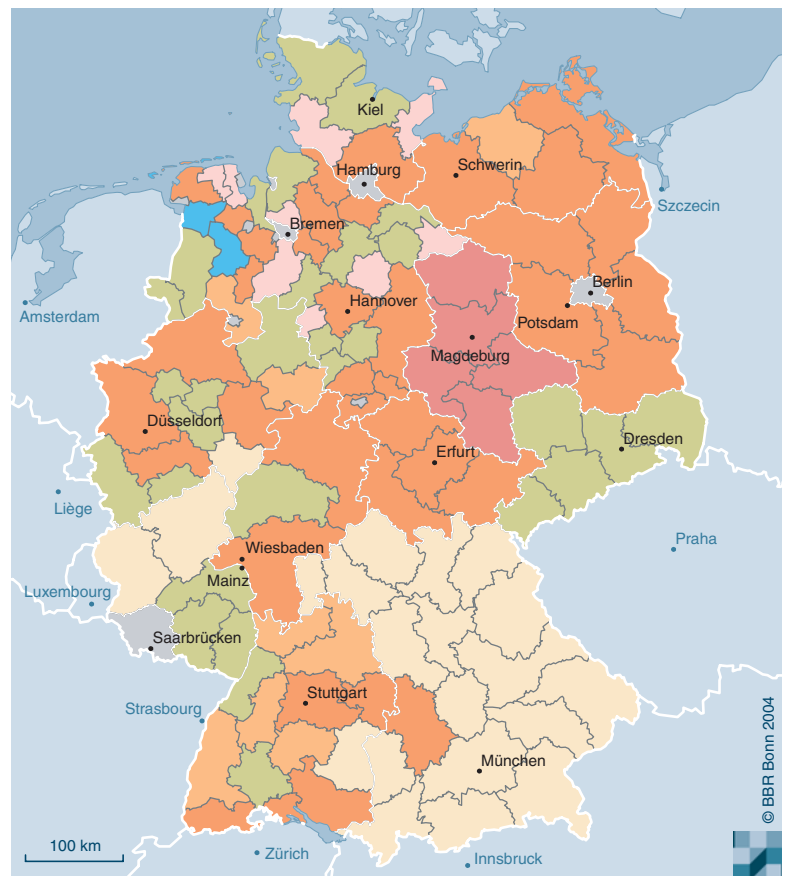 Kiel
Hamburg
Schwerin
Szczecin
Bremen
Berlin
Hannover
Amsterdam
Potsdam
Magdeburg
Düsseldorf
Dresden
Erfurt
Liège
Praha
Wiesbaden
Mainz
Luxembourg
Saarbrücken
Stuttgart
Strasbourg
München
© BBR Bonn 2004
100 km
Zürich
Innsbruck